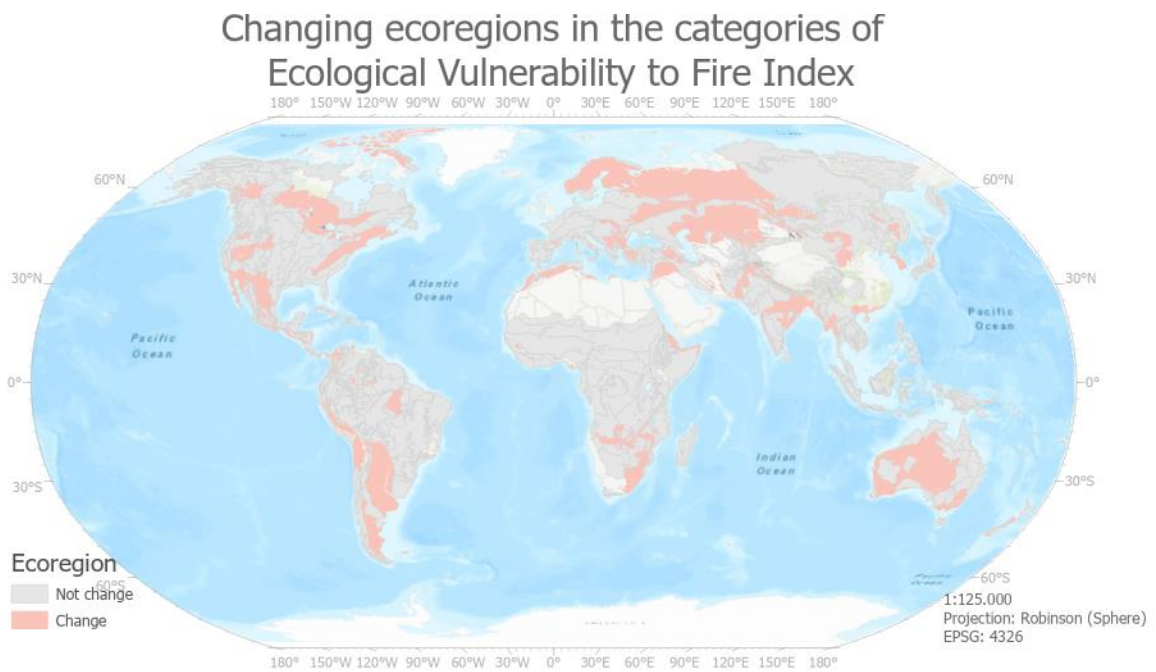 Changing ecoregions in the categories of
Ecological Vulnerability to Fire Index
180° 150°W 120°W 90°W 60°W 30°W 0° 30°E 60°E 90°E 120°E 150°E 180°
60°N 60°N
30°N 30°N
Atlantic
Ocean
Pacific
Ocean
Pacific
Ocean
0° 0°
Indian
Ocean
30°S 30°S
Ecoregion
Not change
Change
60°S 60°S
Pacific
Ocean
1:125.000
Projection: Robinson (Sphere)
EPSG: 4326
180° 150°W 120°W 90°W 60°W 30°W 0° 30°E 60°E 90°E 120°E 150°E 180°